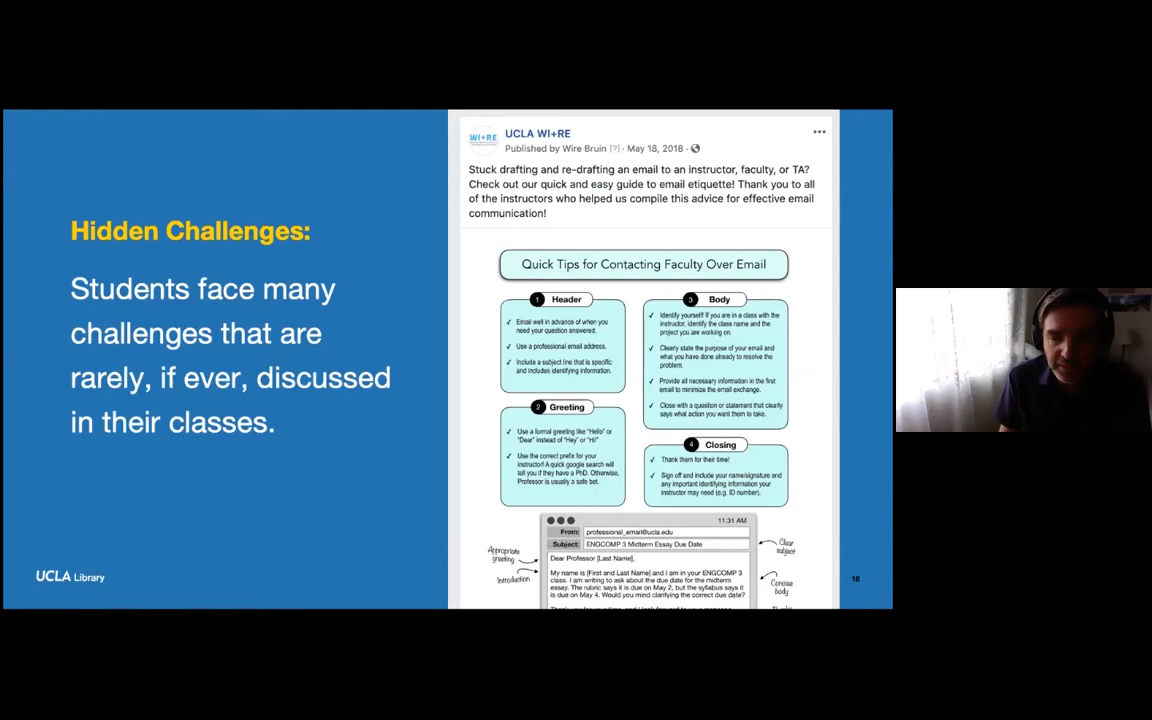 Hidden Challenges:
Students face many
challenges that are
rarely, if ever, discussed
in their classes.
UCLA Library
WI+RE
UCLA WI+RE
Published by Wire Bruin [?] · May 18, 2018 ·
Stuck drafting and re-drafting an email to an instructor, faculty, or TA?
Check out our quick and easy guide to email etiquette! Thank you to all
of the instructors who helped us compile this advice for effective email
communication!
Quick Tips for Contacting Faculty Over Email
1 Header
✓ Email well in advance of when you
need your question answered.
✓ Use a professional email address.
✓ Include a subject line that is specific
and includes identifying information.
2 Greeting
✓ Use a formal greeting like "Hello" or
"Dear" instead of "Hey" or "Hi!"
✓ Use the correct prefix for your
instructor! A quick google search will
tell you if they have a PhD. Otherwise,
Professor is usually a safe bet.
3 Body
✓ Identify yourself! If you are in a class with the
instructor, identify the class name and the
project you are working on.
✓ Clearly state the purpose of your email and
what you have done already to resolve the
problem.
✓ Provide all necessary information in the first
email to minimize the email exchange.
✓ Close with a question or statement that clearly
says what action you want them to take.
4 Closing
✓ Thank them for their time!
✓ Sign off and include your name/signature and
any important identifying information your
instructor may need (e.g. ID number).
11:31 AM
From: professional_email@ucla.edu
Subject: ENGCOMP 3 Midterm Essay Due Date
Appropriate
greeting
Introduction
Dear Professor [Last Name],
My name is [First and Last Name] and I am in your ENGCOMP 3
class. I am writing to ask about the due date for the midterm
essay. The rubric says it is due on May 2, but the syllabus says it
is due on May 4. Would you mind clarifying the correct due date?
Clear
subject
Concise
body
18